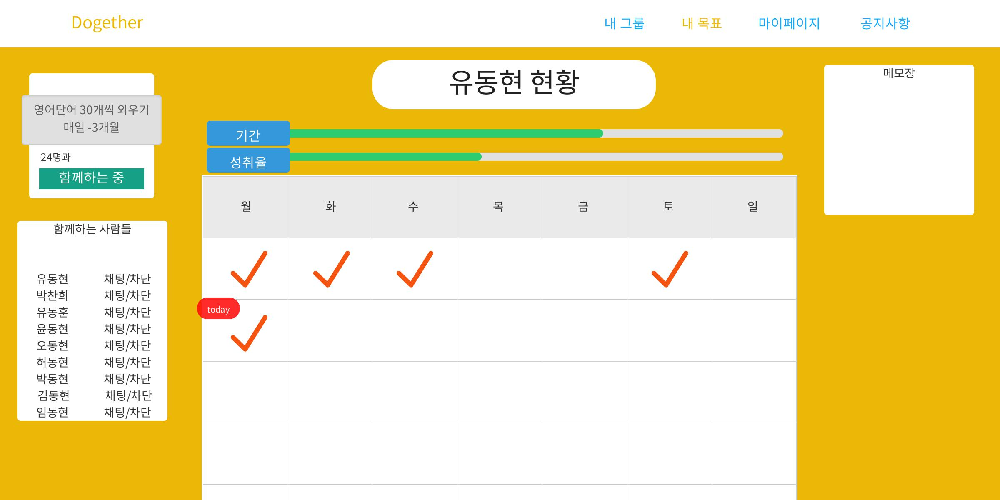 Dogether
내 그룹 내 목표 마이페이지 공지사항
유동현 현황
메모장
영어단어 30개씩 외우기
매일 -3개월
24명과
함께하는 중
기간
성취율
함께하는 사람들
유동현 채팅/차단
박찬희 채팅/차단
유동훈 채팅/차단
윤동현 채팅/차단
오동현 채팅/차단
허동현 채팅/차단
박동현 채팅/차단
김동현 채팅/차단
임동현 채팅/차단
월 화 수 목 금 토 일
today